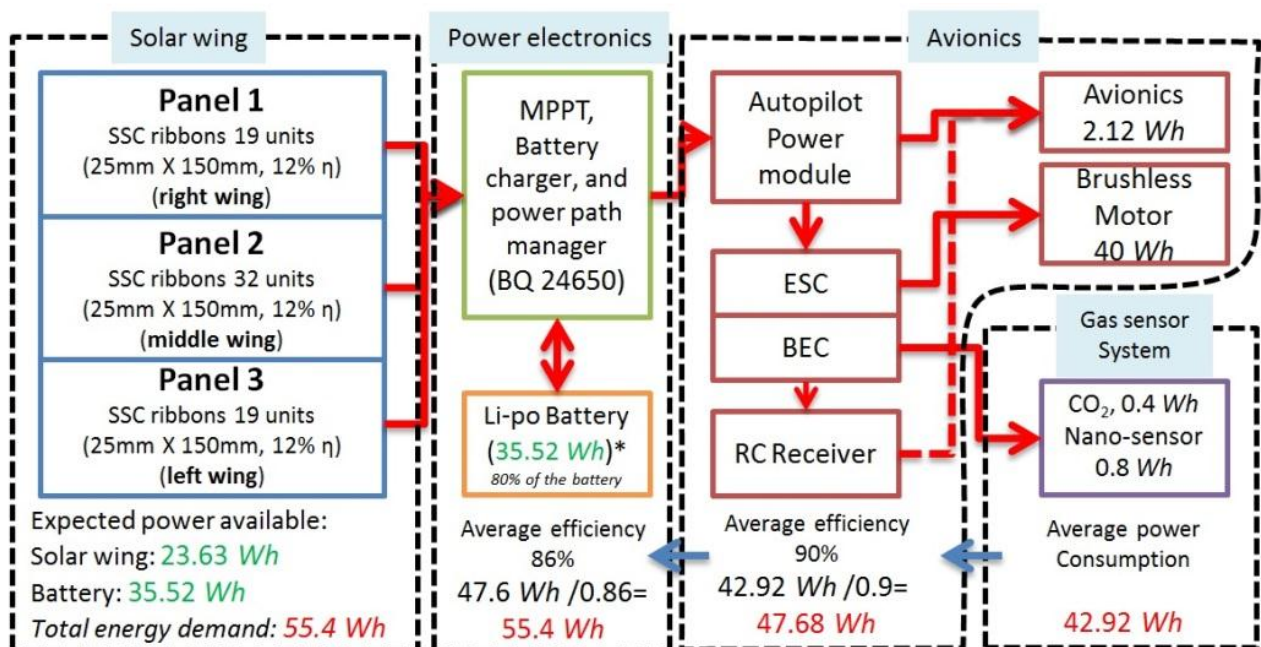 Solar wing
Panel 1
SSC ribbons 19 units
(25mm X 150mm, 12% η)
(right wing)
Panel 2
SSC ribbons 32 units
(25mm X 150mm, 12% η)
(middle wing)
Panel 3
SSC ribbons 19 units
(25mm X 150mm, 12% η)
(left wing)
Expected power available:
Solar wing: 23.63 Wh
Battery: 35.52 Wh
Total energy demand: 55.4 Wh
Power electronics
MPPT,
Battery
charger, and
power path
manager
(BQ 24650)
Li-po Battery
(35.52 Wh)*
80% of the battery
Average efficiency
86%
47.6 Wh /0.86=
55.4 Wh
Avionics
Autopilot
Power
module
ESC
BEC
RC Receiver
Average efficiency
90%
42.92 Wh /0.9=
47.68 Wh
Avionics
2.12 Wh
Brushless
Motor
40 Wh
Gas sensor
System
CO₂, 0.4 Wh
Nano-sensor
0.8 Wh
Average power
Consumption
42.92 Wh